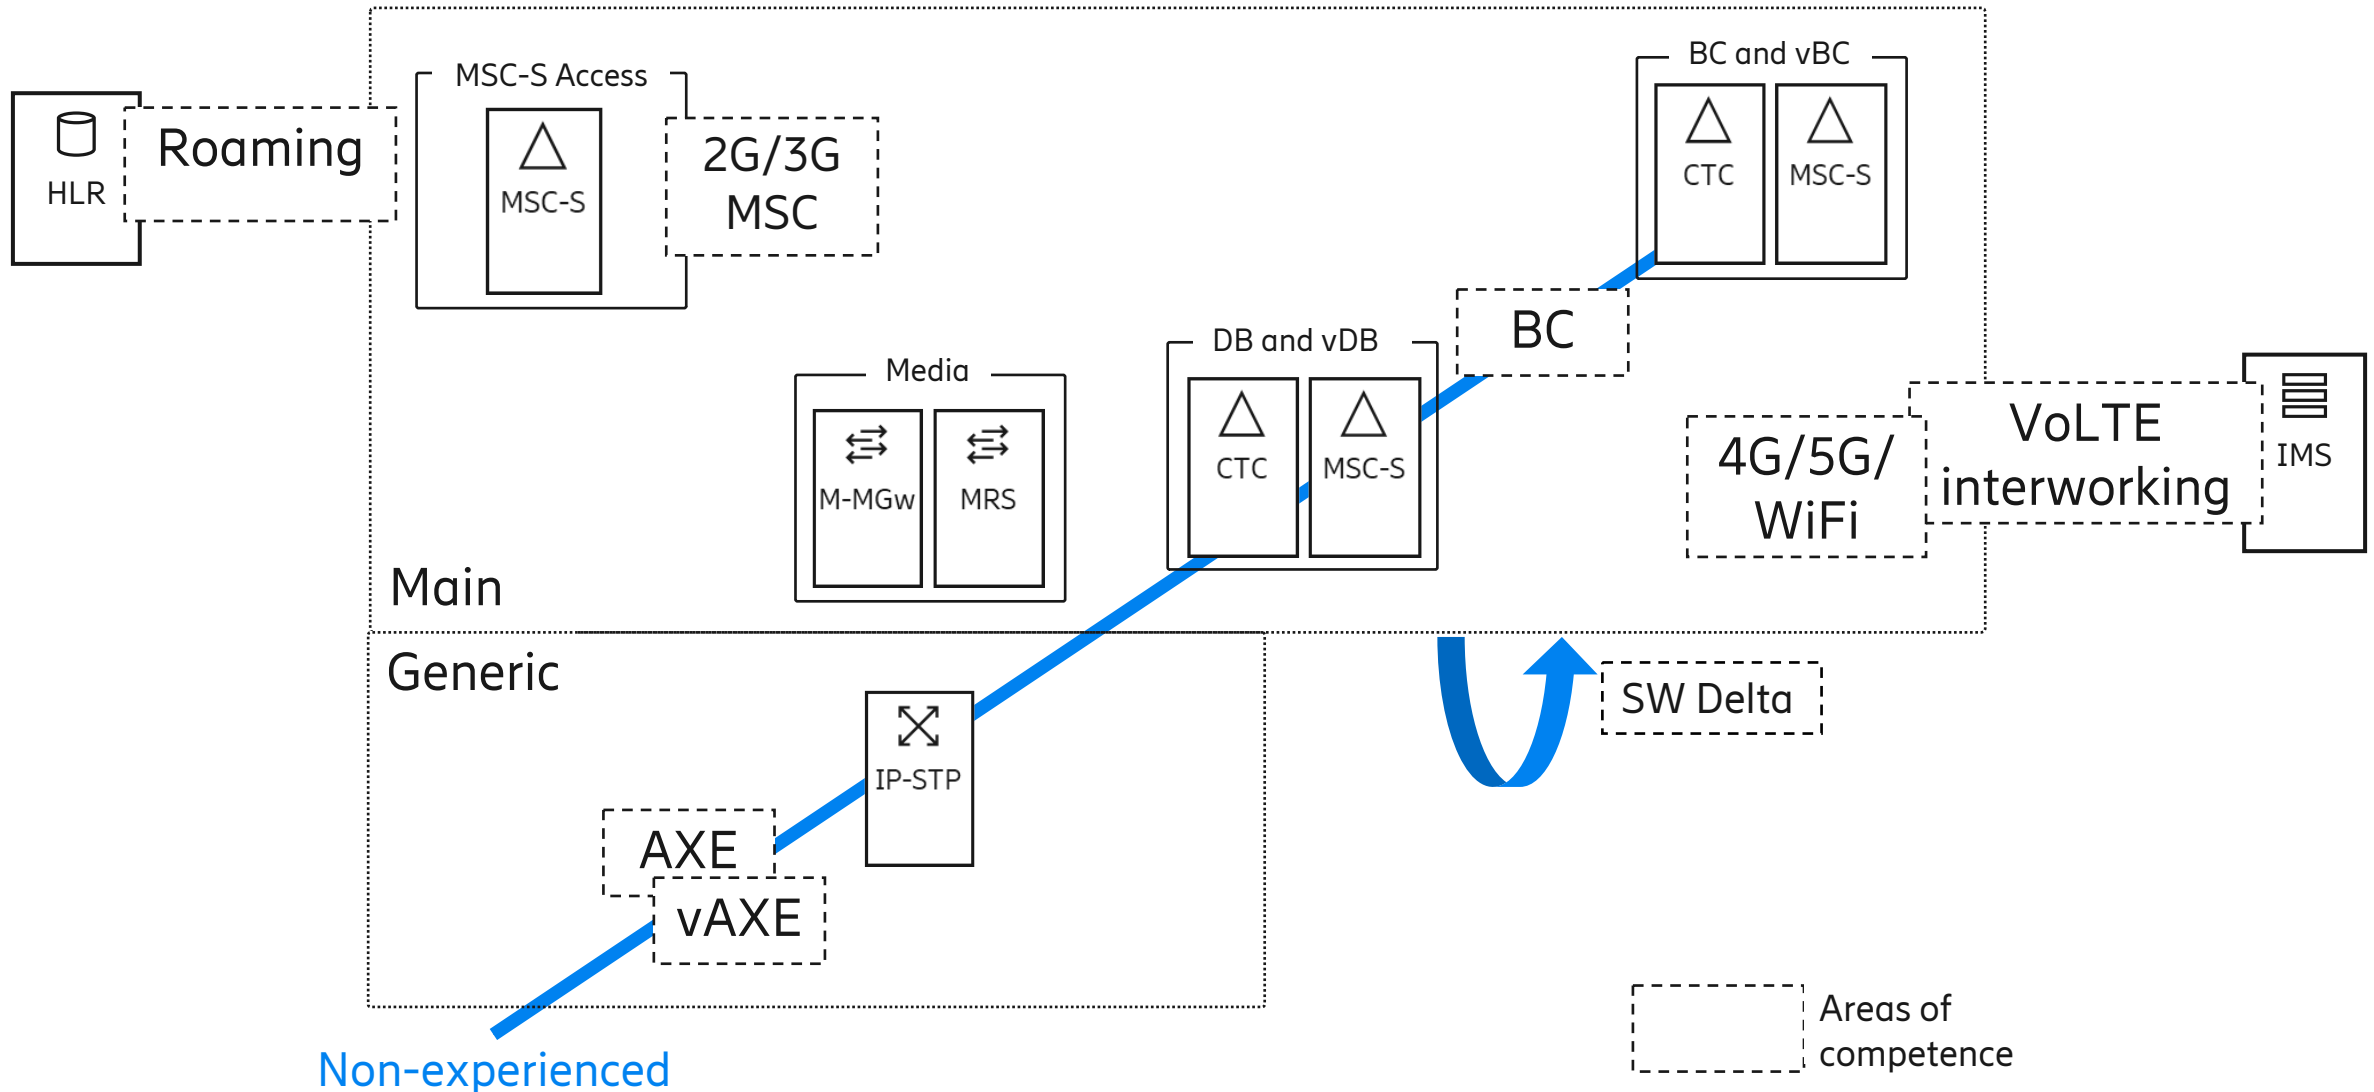 BC and vBC
MSC-S Access
CTC
MSC-S
HLR
Roaming
MSC-S
2G/3G
MSC
BC
DB and vDB
Media
CTC
MSC-S
M-MGw
MRS
4G/5G/
WiFi
VoLTE
interworking
IMS
Main
Generic
SW Delta
IP-STP
AXE
vAXE
Areas of
competence
Non-experienced